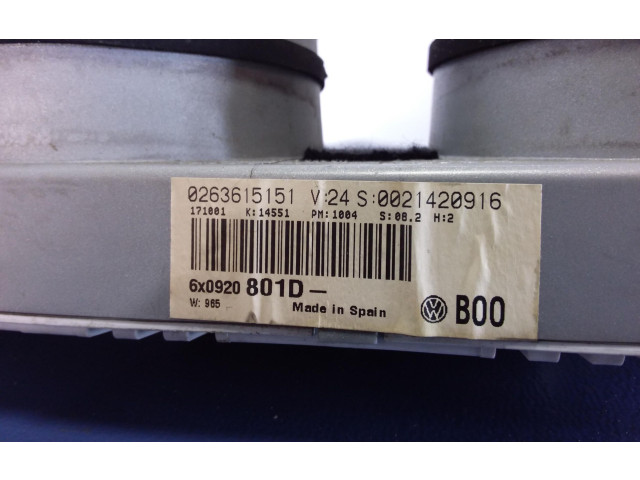 0263615151 V:24 S:0021420916
171001 K:14551 PM:1004 S:08.2 H:2
6x0920 801D -
W: 965 Made in Spain
B00